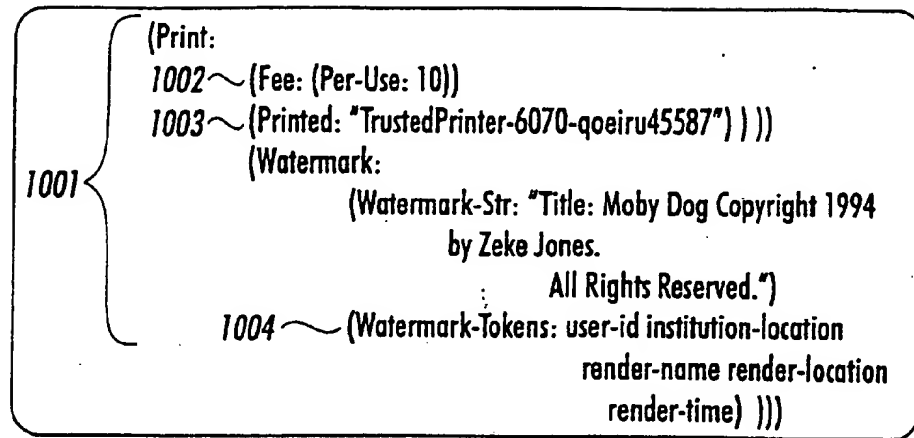 (Print:
1002~(Fee: (Per-Use: 10))
1003~(Printed: "TrustedPrinter-6070-qoeiru45587") ) ))
(Watermark:
1001
(Watermark-Str: "Title: Moby Dog Copyright 1994
by Zeke Jones.
All Rights Reserved.")
1004~(Watermark-Tokens: user-id institution-location
render-name render-location
render-time) )))